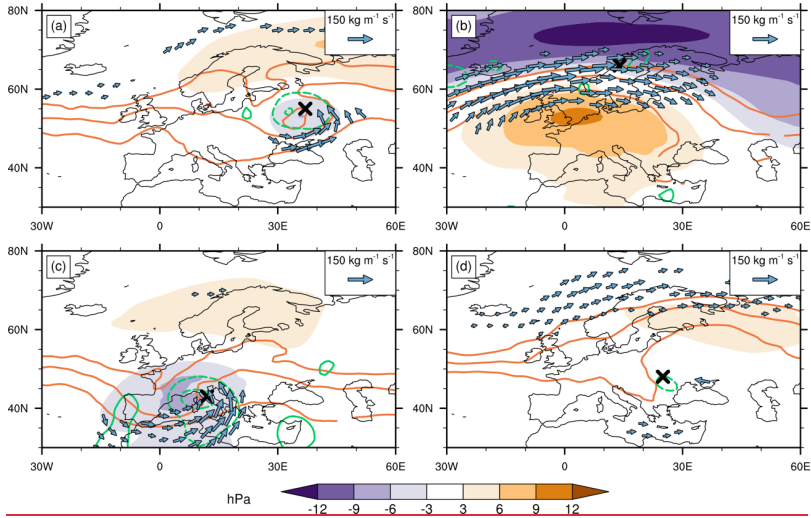 80N (a) 150 kg m⁻¹ s⁻¹ 80N (b) 150 kg m⁻¹ s⁻¹
60N 60N
40N 40N
30W 0 30E 60E 30W 0 30E 60E
80N (c) 150 kg m⁻¹ s⁻¹ 80N (d) 150 kg m⁻¹ s⁻¹
60N 60N
40N 40N
30W 0 30E 60E 30W 0 30E 60E
hPa
-12 -9 -6 -3 3 6 9 12